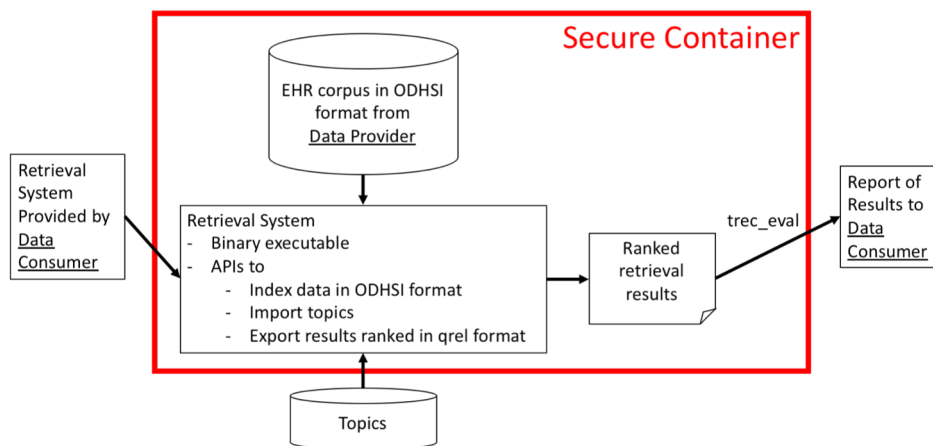 Secure Container
EHR corpus in ODHSI
format from
Data Provider
Retrieval
System
Provided by
Data
Consumer
Retrieval System
- Binary executable
- APIs to
- Index data in ODHSI format
- Import topics
- Export results ranked in qrel format
Ranked
retrieval
results
trec_eval
Report of
Results to
Data
Consumer
Topics